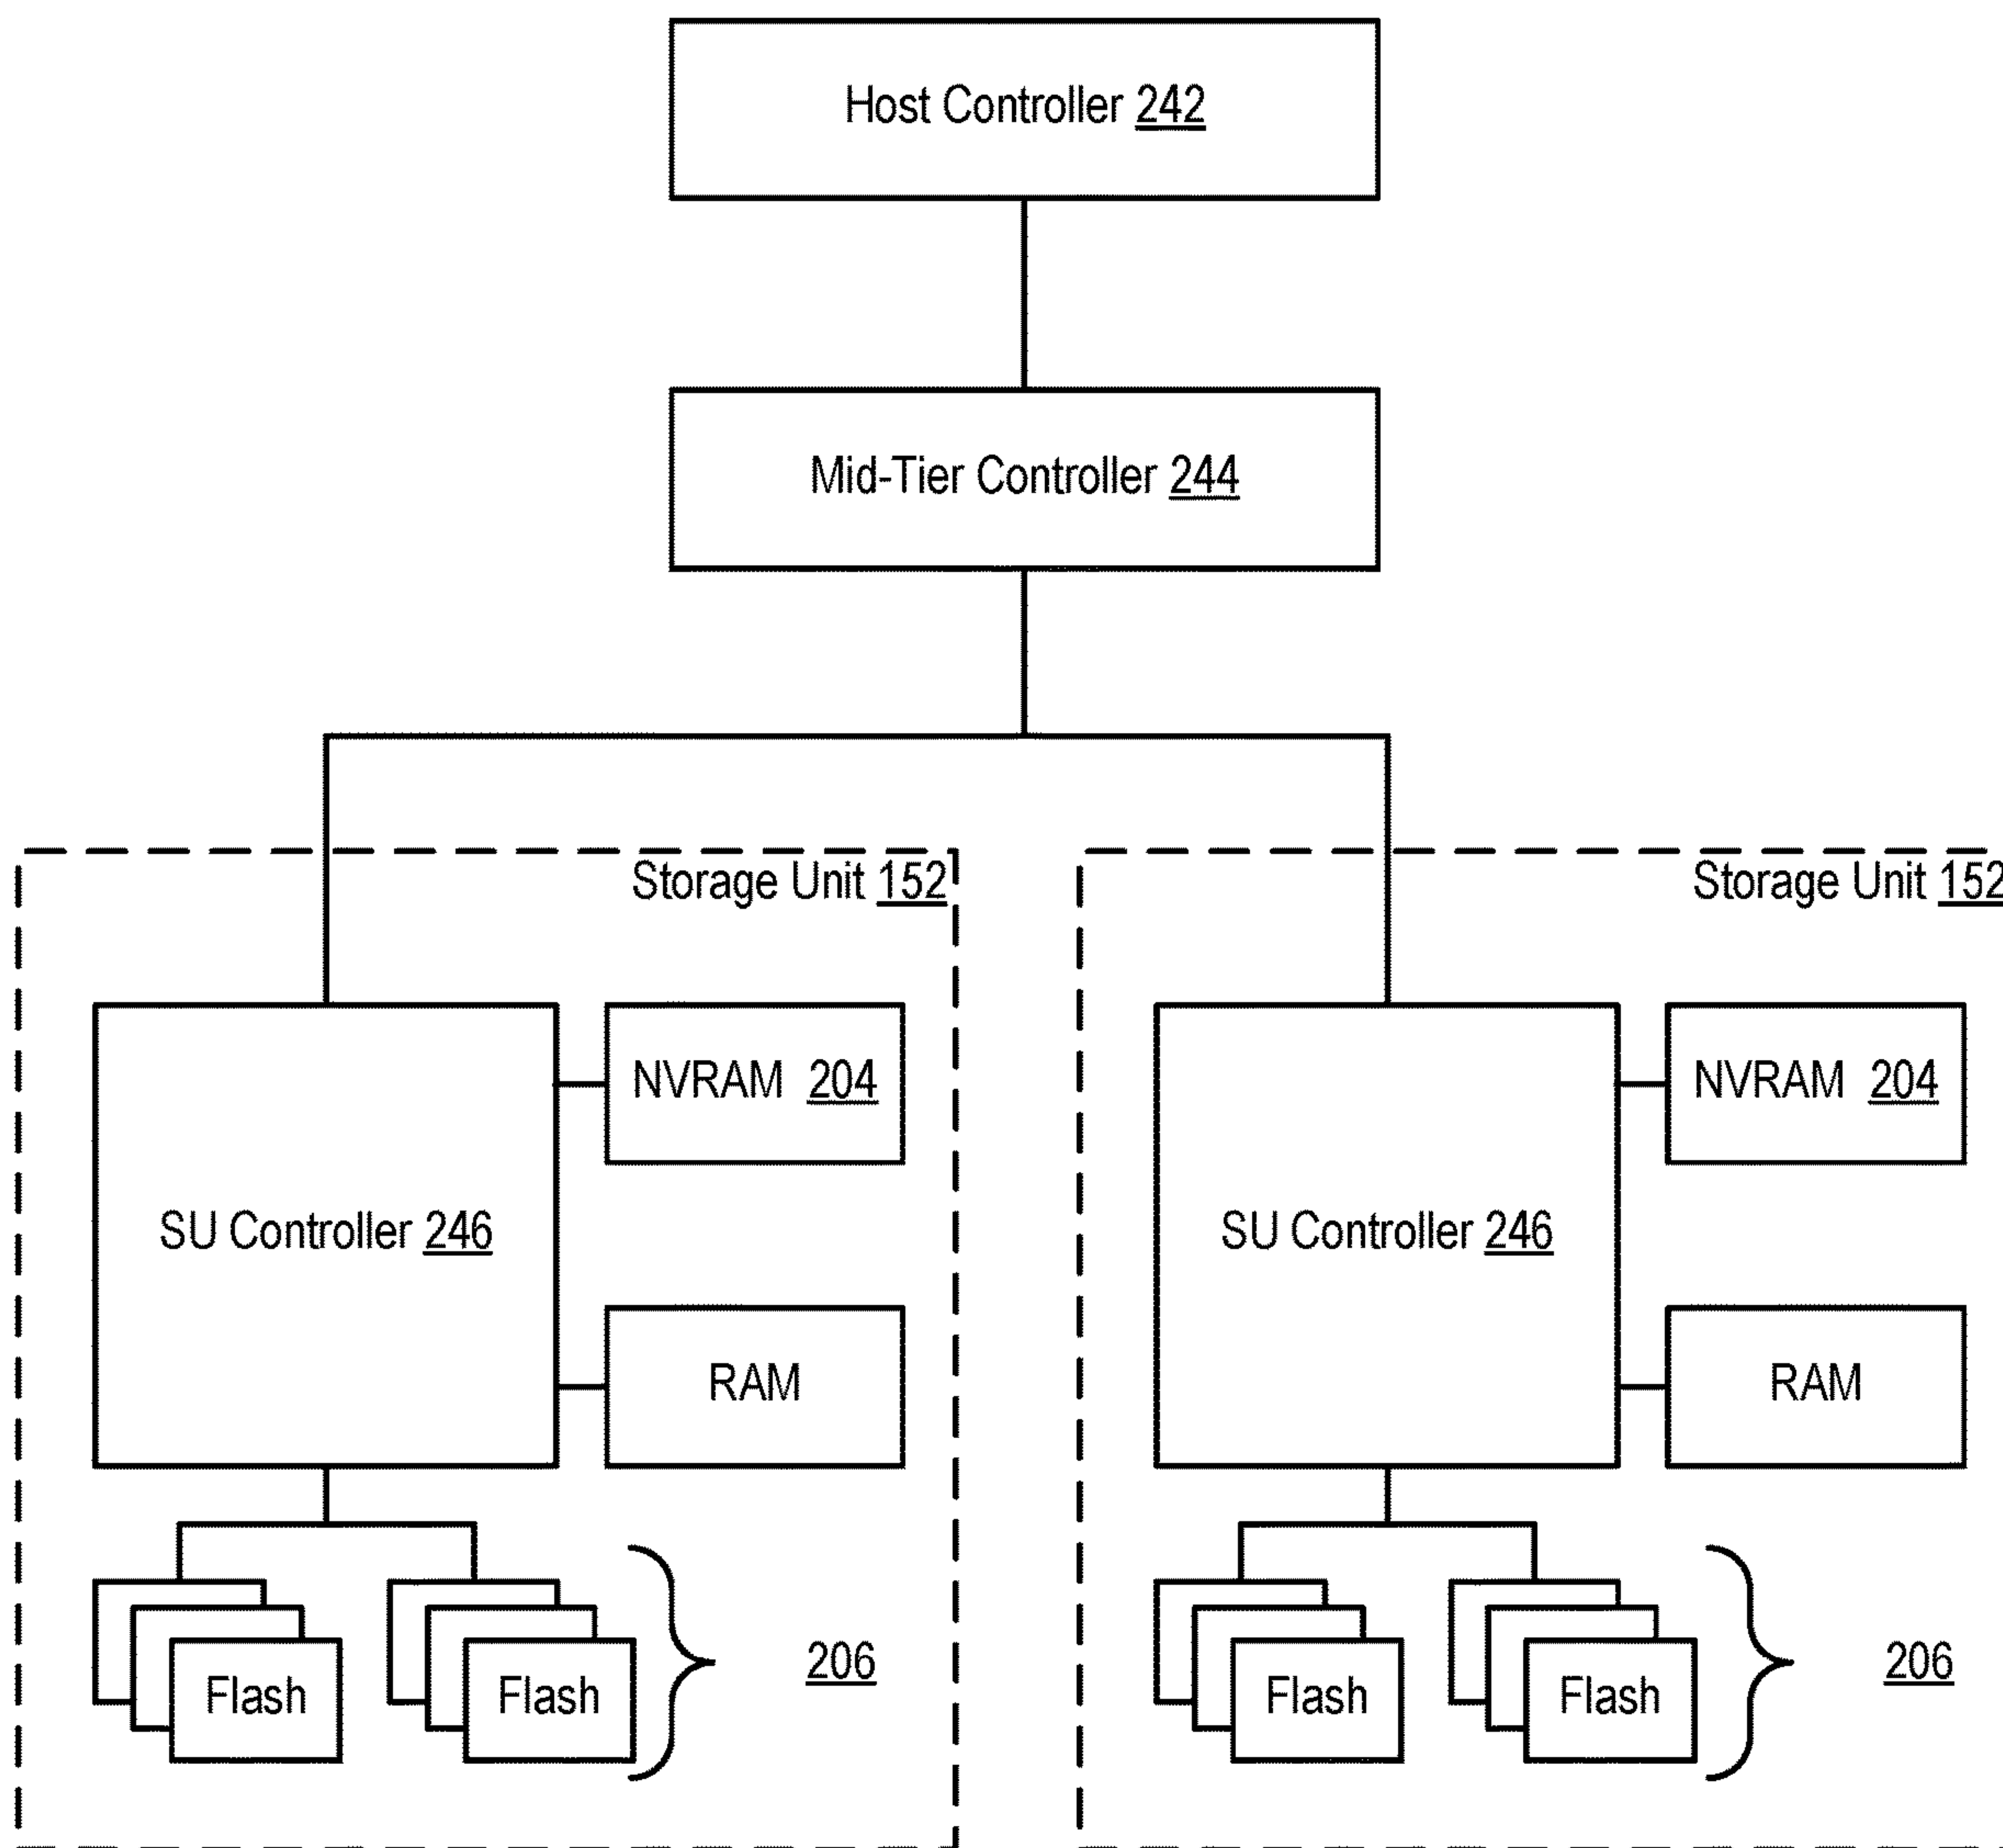 Host Controller 242
Mid-Tier Controller 244
Storage Unit 152
Storage Unit 152
NVRAM 204
NVRAM 204
SU Controller 246
SU Controller 246
RAM
RAM
Flash
Flash
206
Flash
Flash
206